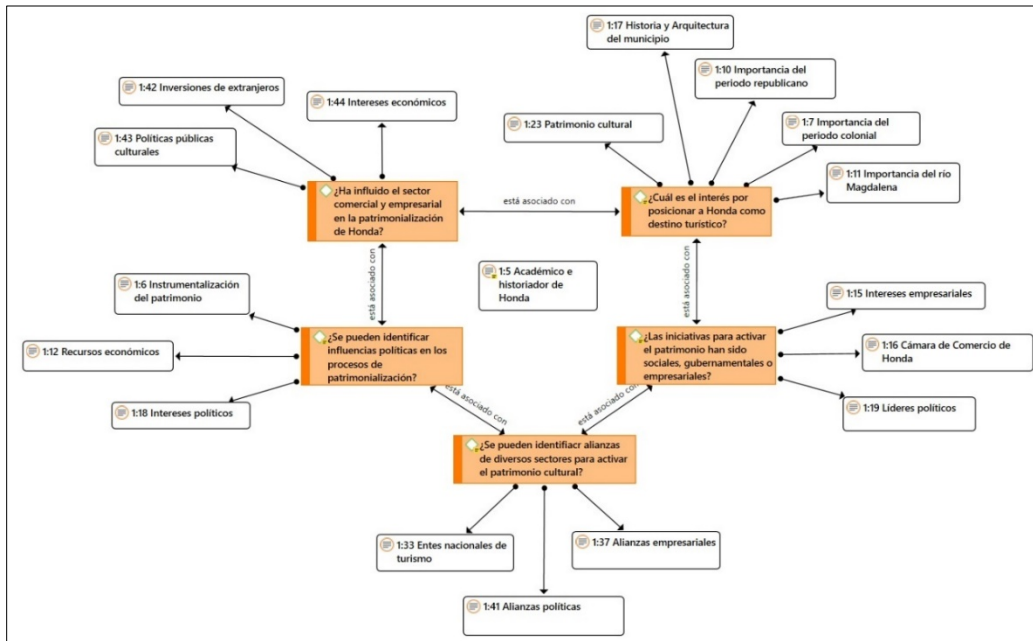 1:17 Historia y Arquitectura
del municipio
1:42 Inversiones de extranjeros
1:44 Intereses económicos
1:10 Importancia del
periodo republicano
1:43 Políticas públicas
culturales
1:23 Patrimonio cultural
1:7 Importancia del
periodo colonial
1:11 Importancia del río
Magdalena
¿Ha influido el sector
comercial y empresarial
en la patrimonialización
de Honda?
está asociado con
¿Cuál es el interés por
posicionar a Honda como
destino turístico?
está asociado con
1:5 Académico e
historiador de
Honda
está asociado con
1:6 Instrumentalización
del patrimonio
1:15 Intereses empresariales
1:12 Recursos económicos
¿Se pueden identificar
influencias políticas en los
procesos de
patrimonialización?
¿Las iniciativas para activar
el patrimonio han sido
sociales, gubernamentales o
empresariales?
1:16 Cámara de Comercio de
Honda
1:18 Intereses políticos
1:19 Líderes políticos
está asociado con
está asociado con
¿Se pueden identifiacr alianzas
de diversos sectores para activar
el patrimonio cultural?
1:33 Entes nacionales de
turismo
1:37 Alianzas empresariales
1:41 Alianzas políticas